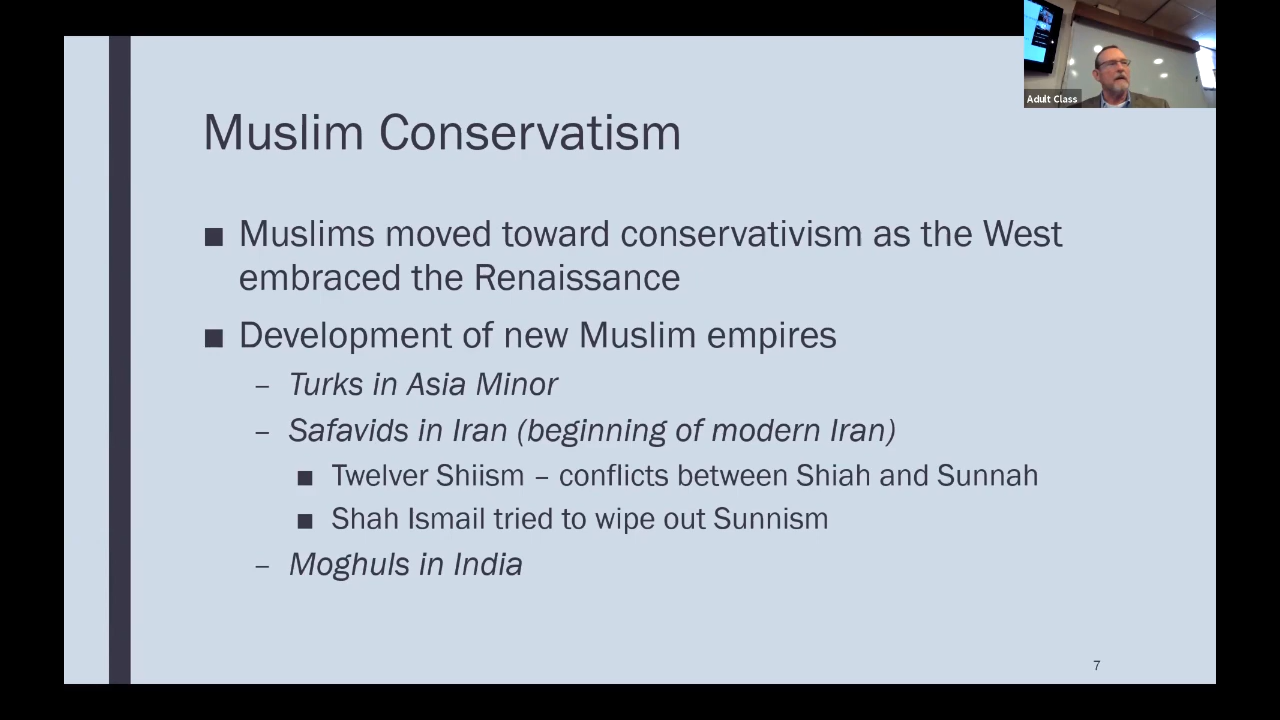 Adult Class
Muslim Conservatism
■ Muslims moved toward conservativism as the West
embraced the Renaissance
■ Development of new Muslim empires
– Turks in Asia Minor
– Safavids in Iran (beginning of modern Iran)
■ Twelver Shiism – conflicts between Shiah and Sunnah
■ Shah Ismail tried to wipe out Sunnism
– Moghuls in India
7